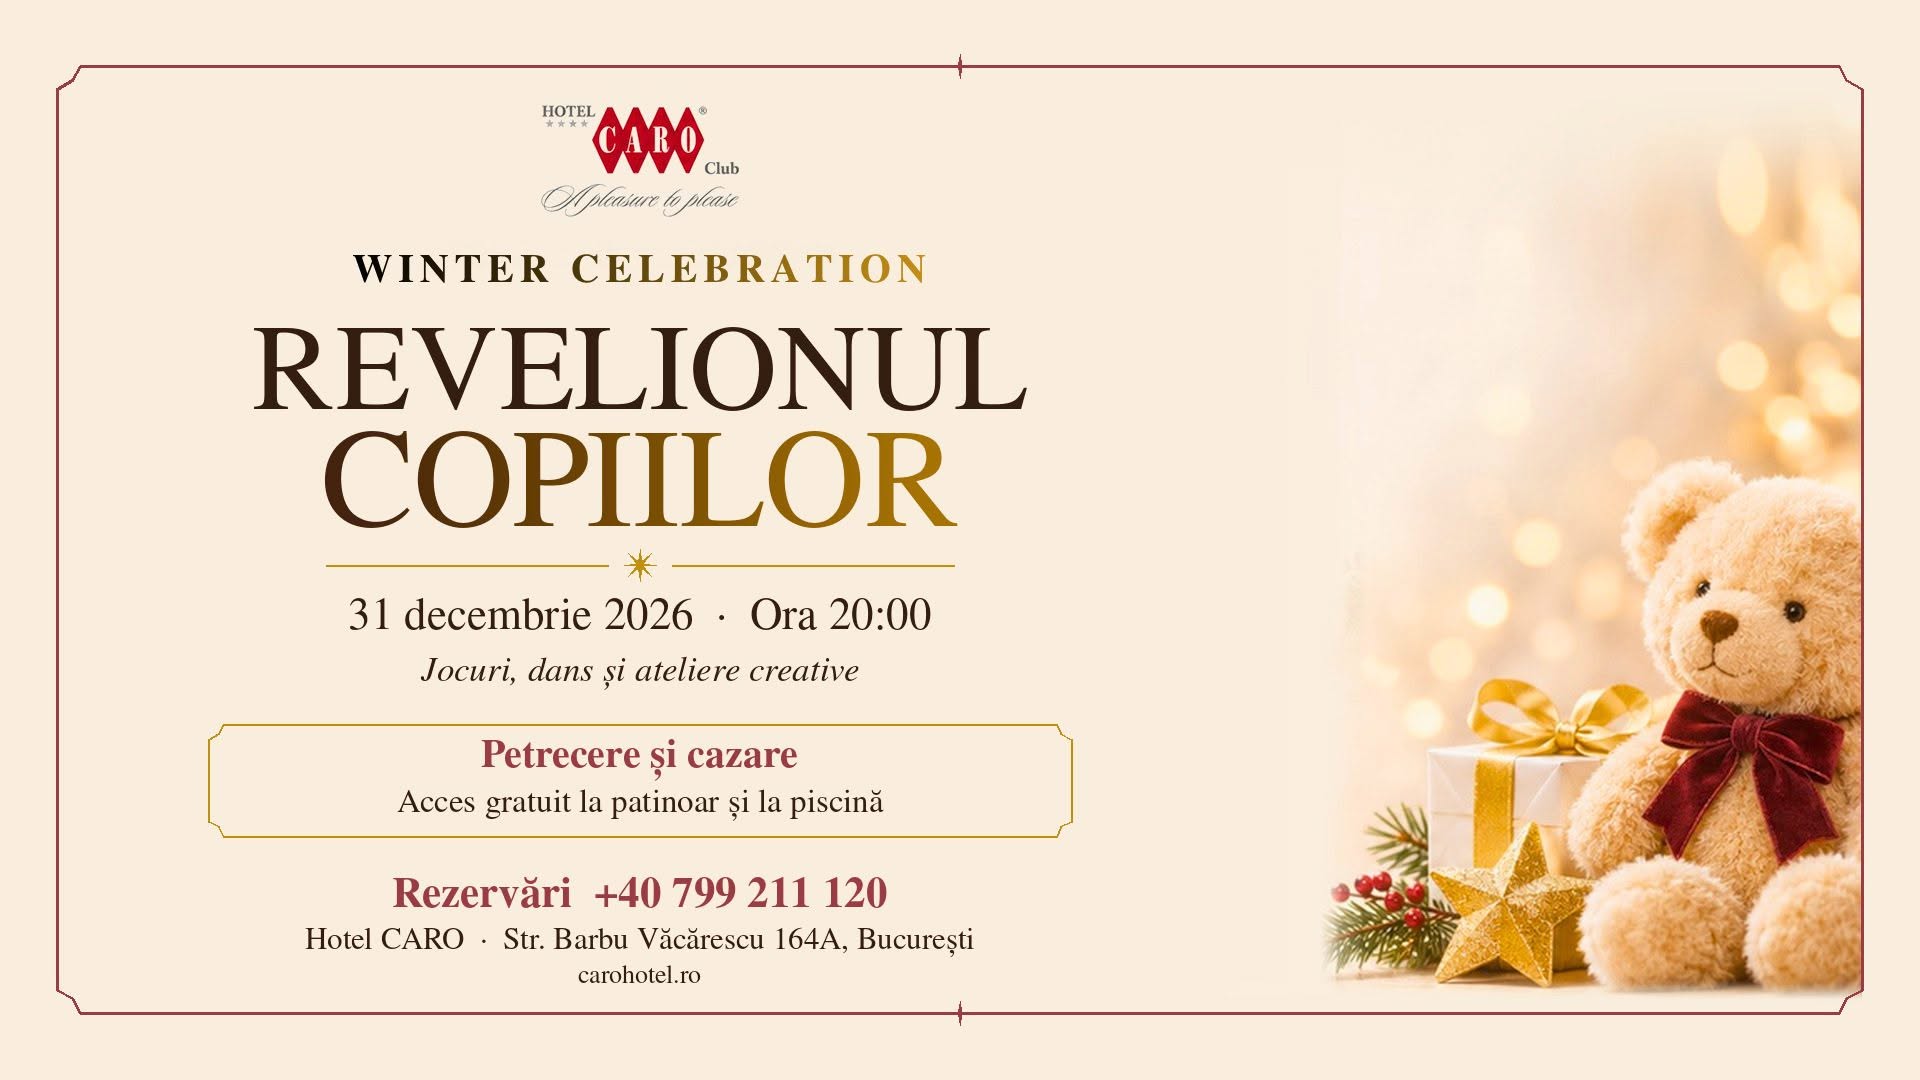 HOTEL
CARO®
Club
A pleasure to please
WINTER CELEBRATION
REVELIONUL
COPIILOR
31 decembrie 2026 · Ora 20:00
Jocuri, dans și ateliere creative
Petrecere și cazare
Acces gratuit la patinoar și la piscină
Rezervări +40 799 211 120
Hotel CARO · Str. Barbu Văcărescu 164A, București
carohotel.ro